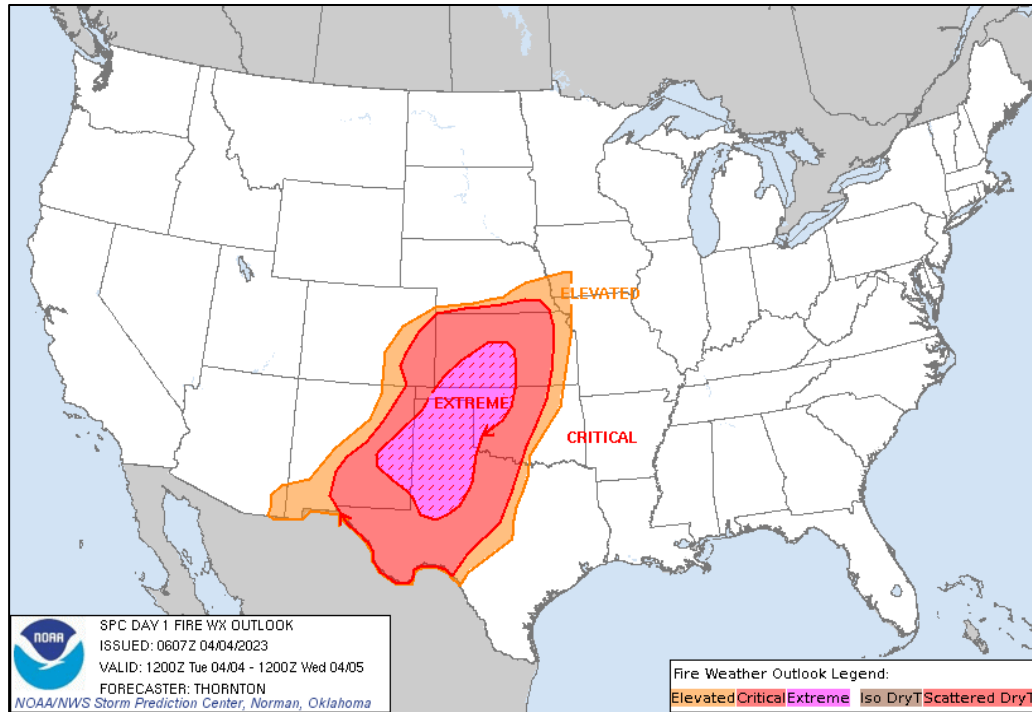 ELEVATED
EXTREME
CRITICAL
NOAA
SPC DAY 1 FIRE WX OUTLOOK
ISSUED: 0607Z 04/04/2023
VALID: 1200Z Tue 04/04 - 1200Z Wed 04/05
FORECASTER: THORNTON
NOAA/NWS Storm Prediction Center, Norman, Oklahoma
Fire Weather Outlook Legend:
Elevated Critical Extreme Iso DryT Scattered DryT